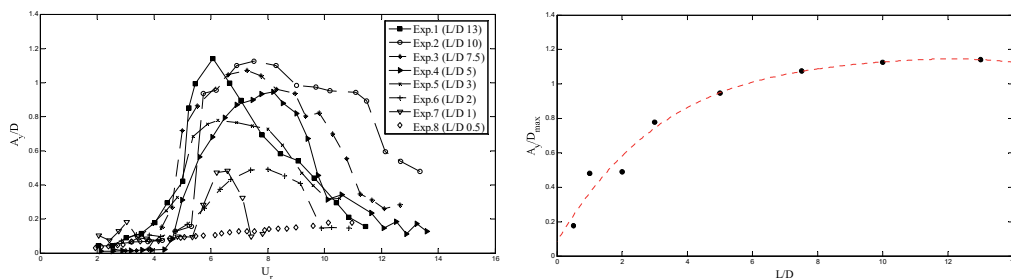 1.4
1.2
1
0.8
0.6
0.4
0.2
0
0 2 4 6 8 10 12 14 16
A_y/D
U_r
Exp.1 (L/D 13)
Exp.2 (L/D 10)
Exp.3 (L/D 7.5)
Exp.4 (L/D 5)
Exp.5 (L/D 3)
Exp.6 (L/D 2)
Exp.7 (L/D 1)
Exp.8 (L/D 0.5)
1.4
1.2
1
0.8
0.6
0.4
0.2
0
0 2 4 6 8 10 12 14
A_y/D_max
L/D